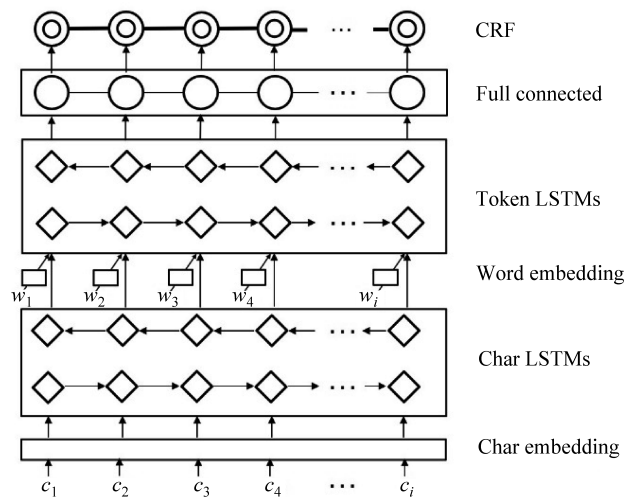 CRF
Full connected
Token LSTMs
Word embedding
w1 w2 w3 w4 wi
Char LSTMs
Char embedding
c1 c2 c3 c4 ... ci